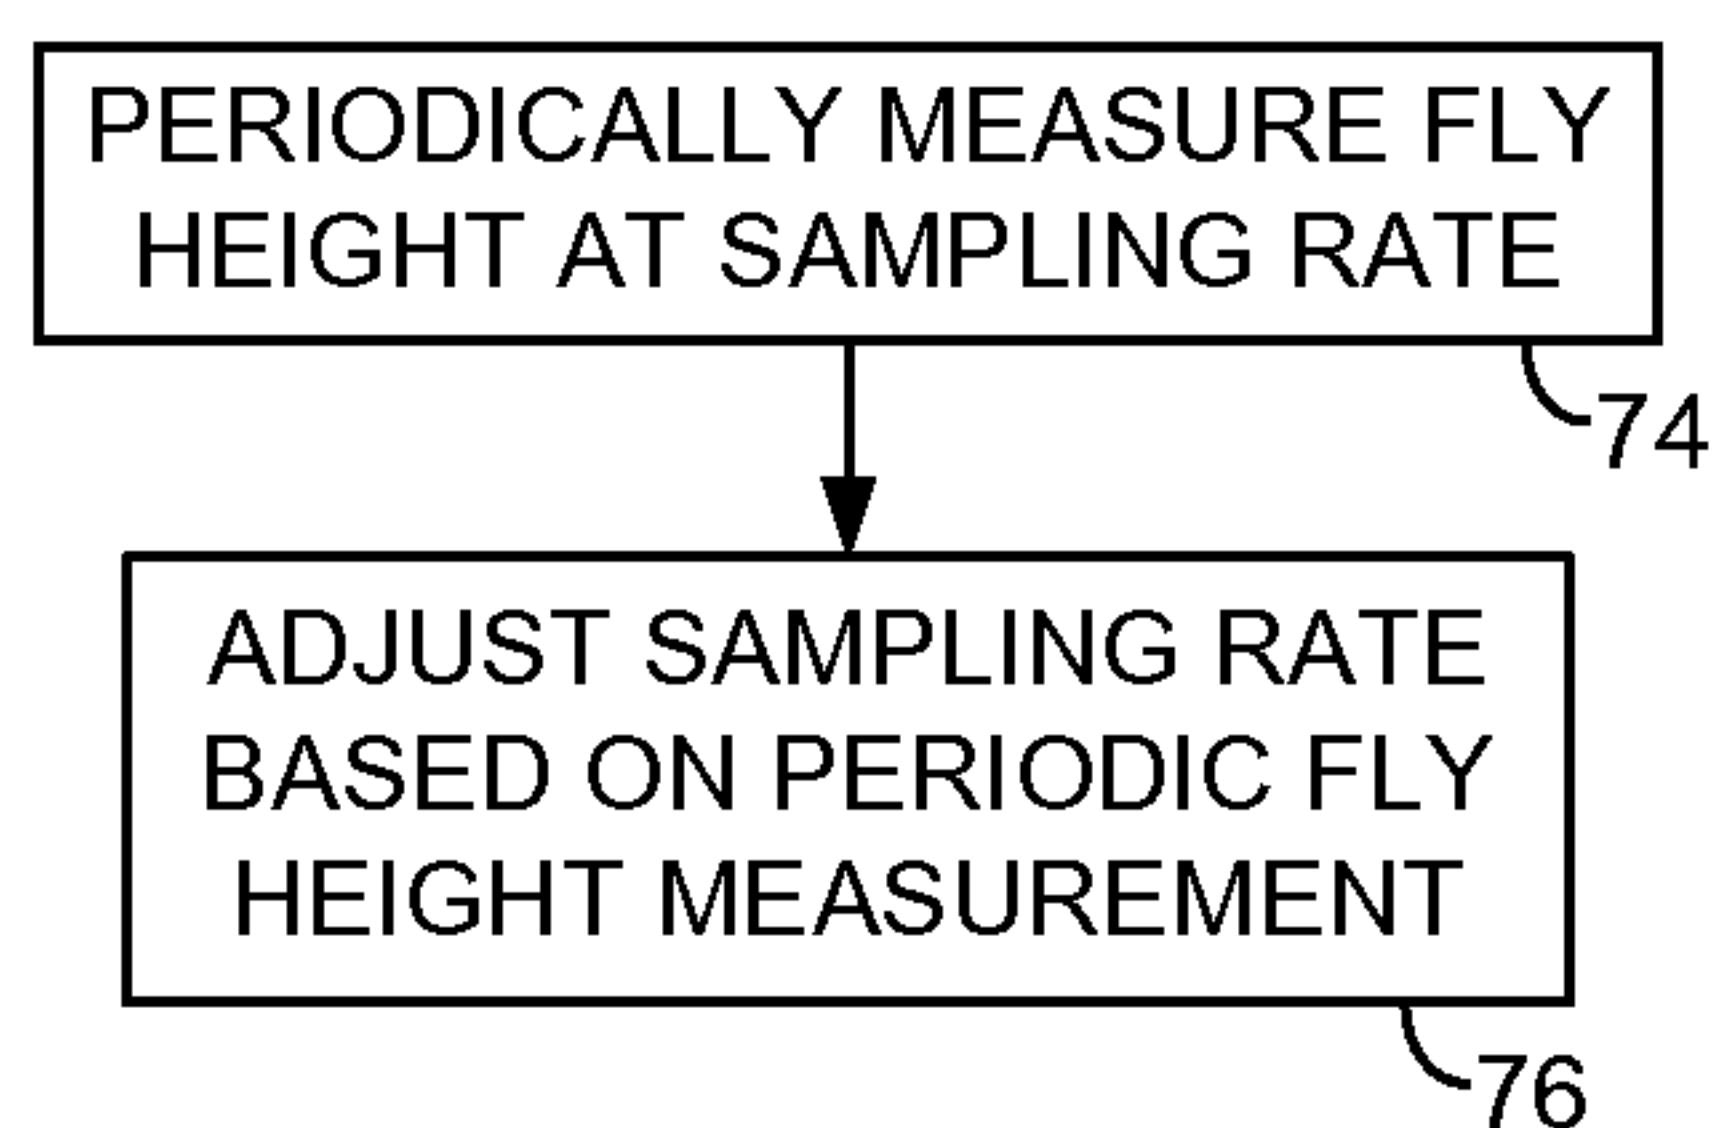 PERIODICALLY MEASURE FLY
HEIGHT AT SAMPLING RATE
74
ADJUST SAMPLING RATE
BASED ON PERIODIC FLY
HEIGHT MEASUREMENT
76